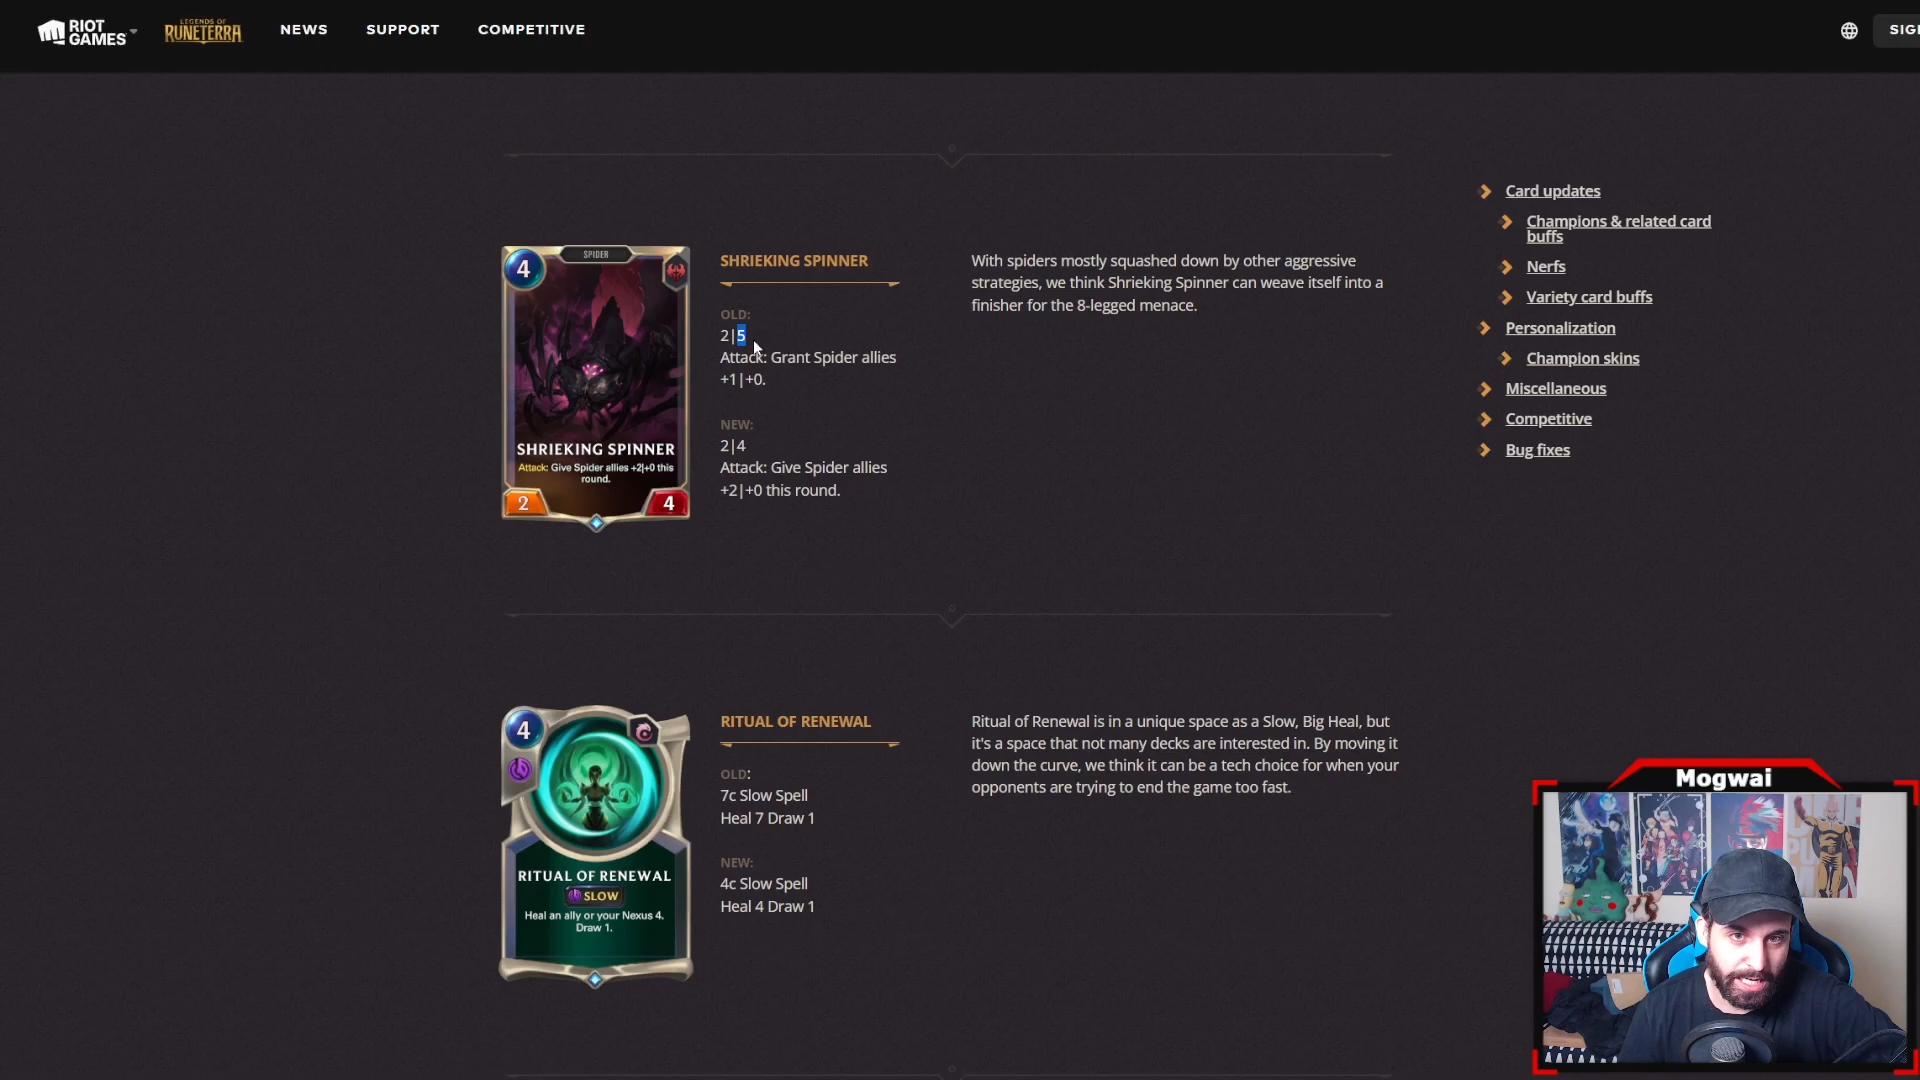 RIOT
GAMES
LEGENDS OF
RUNETERRA
NEWS
SUPPORT
COMPETITIVE
4
SPIDER
SHRIEKING SPINNER
Attack: Give Spider allies +2|+0 this
round.
2
4
SHRIEKING SPINNER
OLD:
2|5
Attack: Grant Spider allies
+1|+0.
NEW:
2|4
Attack: Give Spider allies
+2|+0 this round.
With spiders mostly squashed down by other aggressive
strategies, we think Shrieking Spinner can weave itself into a
finisher for the 8-legged menace.
Card updates
Champions & related card
buffs
Nerfs
Variety card buffs
Personalization
Champion skins
Miscellaneous
Competitive
Bug fixes
4
RITUAL OF RENEWAL
SLOW
Heal an ally or your Nexus 4.
Draw 1.
RITUAL OF RENEWAL
OLD:
7c Slow Spell
Heal 7 Draw 1
NEW:
4c Slow Spell
Heal 4 Draw 1
Ritual of Renewal is in a unique space as a Slow, Big Heal, but
it's a space that not many decks are interested in. By moving it
down the curve, we think it can be a tech choice for when your
opponents are trying to end the game too fast.
Mogwai